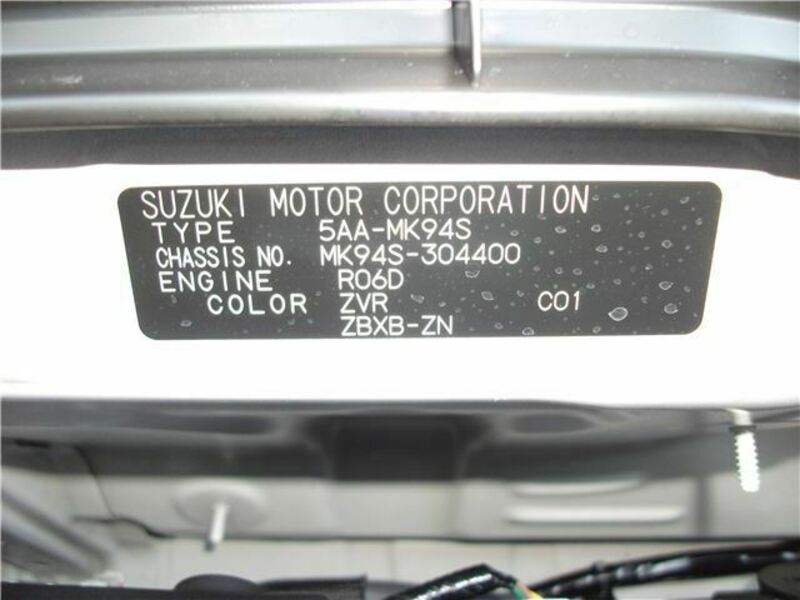 SUZUKI MOTOR CORPORATION
TYPE 5AA-MK94S
CHASSIS NO. MK94S-304400
ENGINE R06D
COLOR ZVR C01
ZBXB-ZN